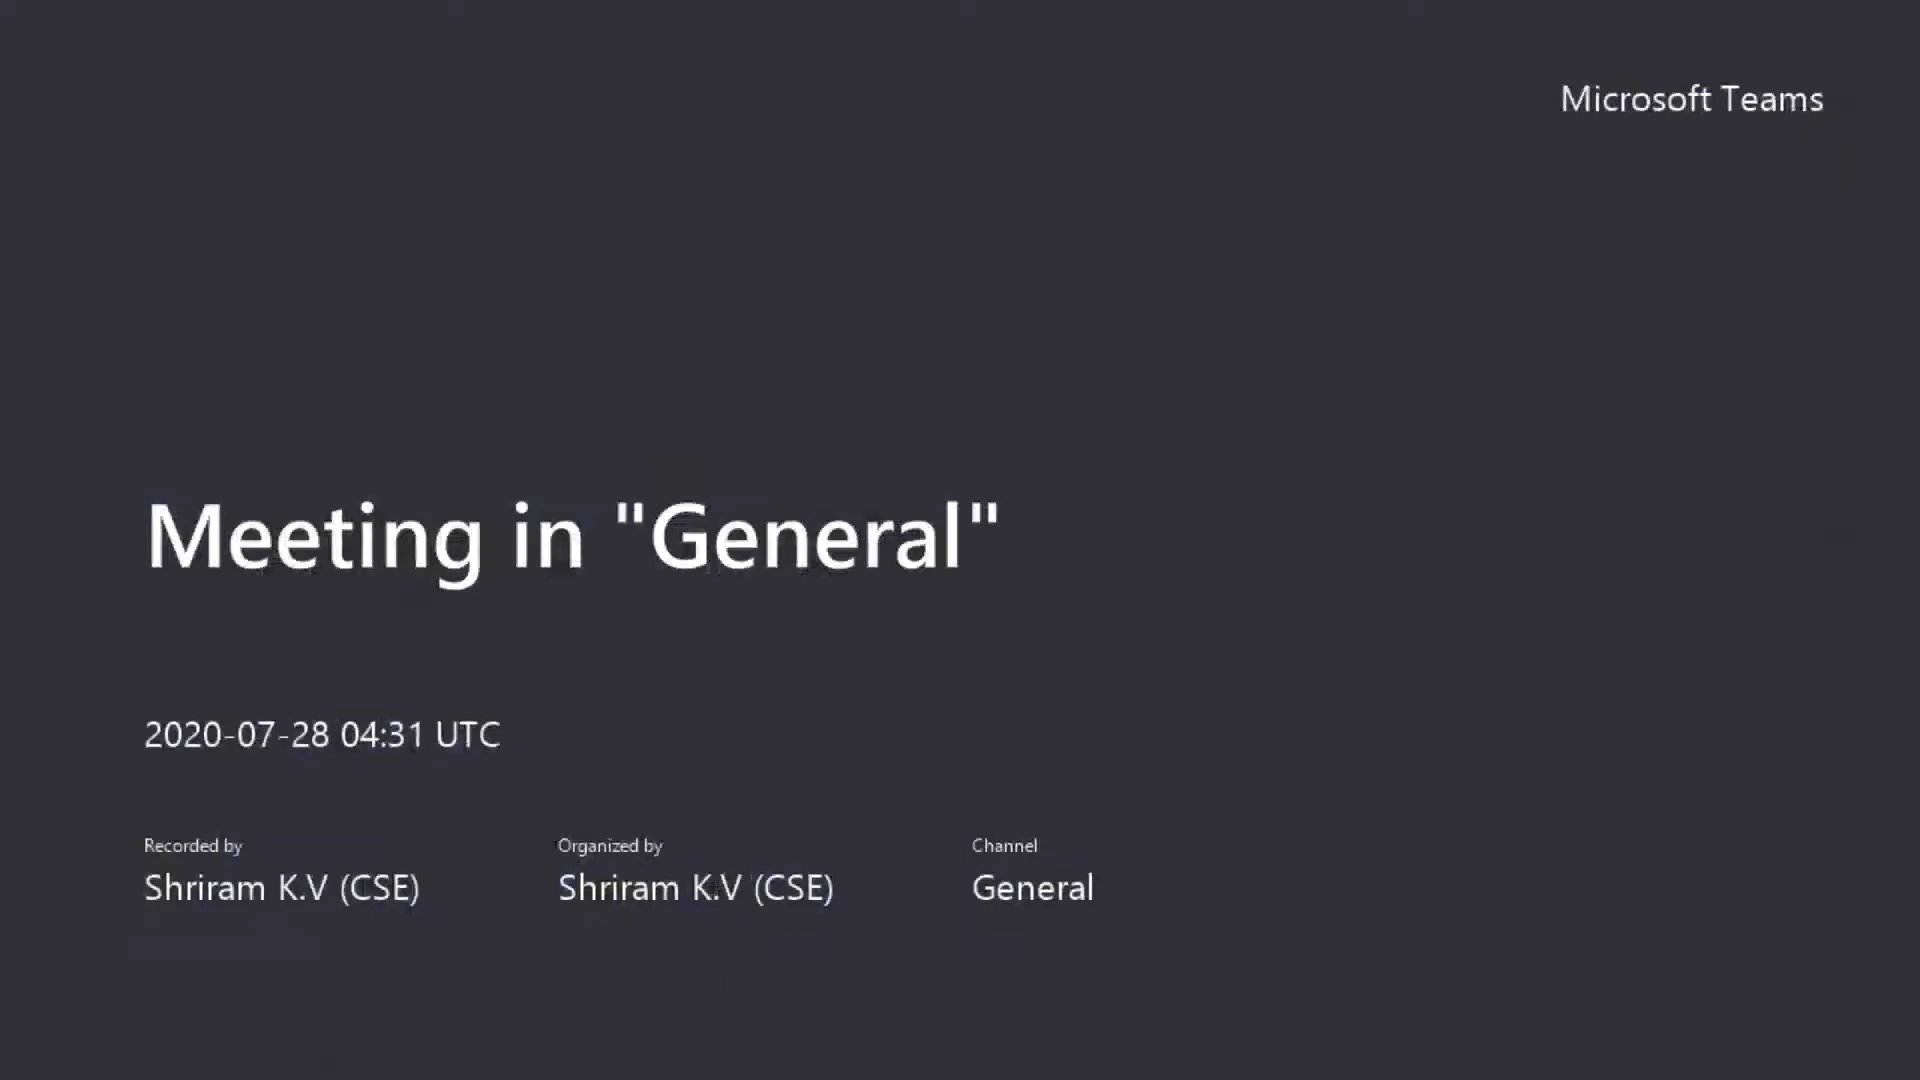 Microsoft Teams
Meeting in "General"
2020-07-28 04:31 UTC
Recorded by
Shriram K.V (CSE)
Organized by
Shriram K.V (CSE)
Channel
General